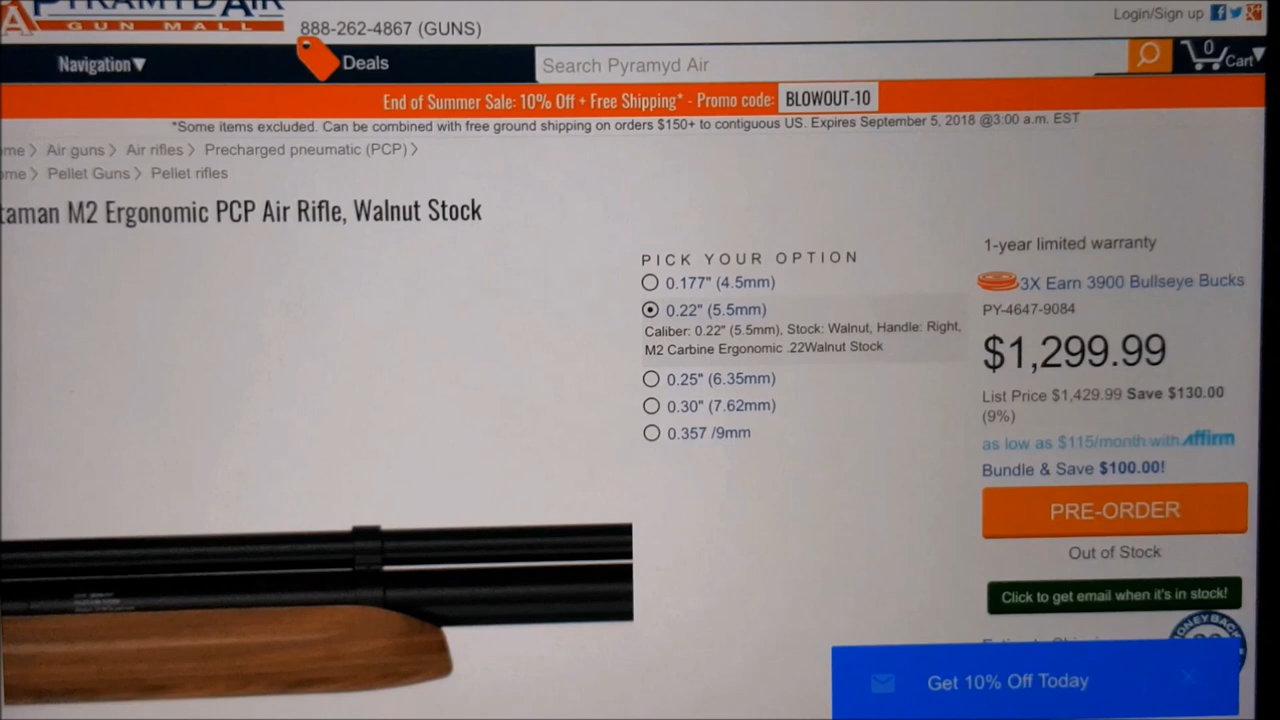 PYRAMYD AIR
GUN MALL
888-262-4867 (GUNS)
Login/Sign up
Navigation▼
Deals
Search Pyramyd Air
0
Cart
End of Summer Sale: 10% Off + Free Shipping* - Promo code: BLOWOUT-10
*Some items excluded. Can be combined with free ground shipping on orders $150+ to contiguous US. Expires September 5, 2018 @3:00 a.m. EST
ome > Air guns > Air rifles > Precharged pneumatic (PCP) >
ome > Pellet Guns > Pellet rifles
taman M2 Ergonomic PCP Air Rifle, Walnut Stock
PICK YOUR OPTION
0.177" (4.5mm)
0.22" (5.5mm)
Caliber: 0.22" (5.5mm), Stock: Walnut, Handle: Right,
M2 Carbine Ergonomic .22Walnut Stock
0.25" (6.35mm)
0.30" (7.62mm)
0.357 /9mm
1-year limited warranty
3X Earn 3900 Bullseye Bucks
PY-4647-9084
$1,299.99
List Price $1,429.99 Save $130.00
(9%)
as low as $115/month with affirm
Bundle & Save $100.00!
PRE-ORDER
Out of Stock
Click to get email when it's in stock!
MONEY BACK
Get 10% Off Today